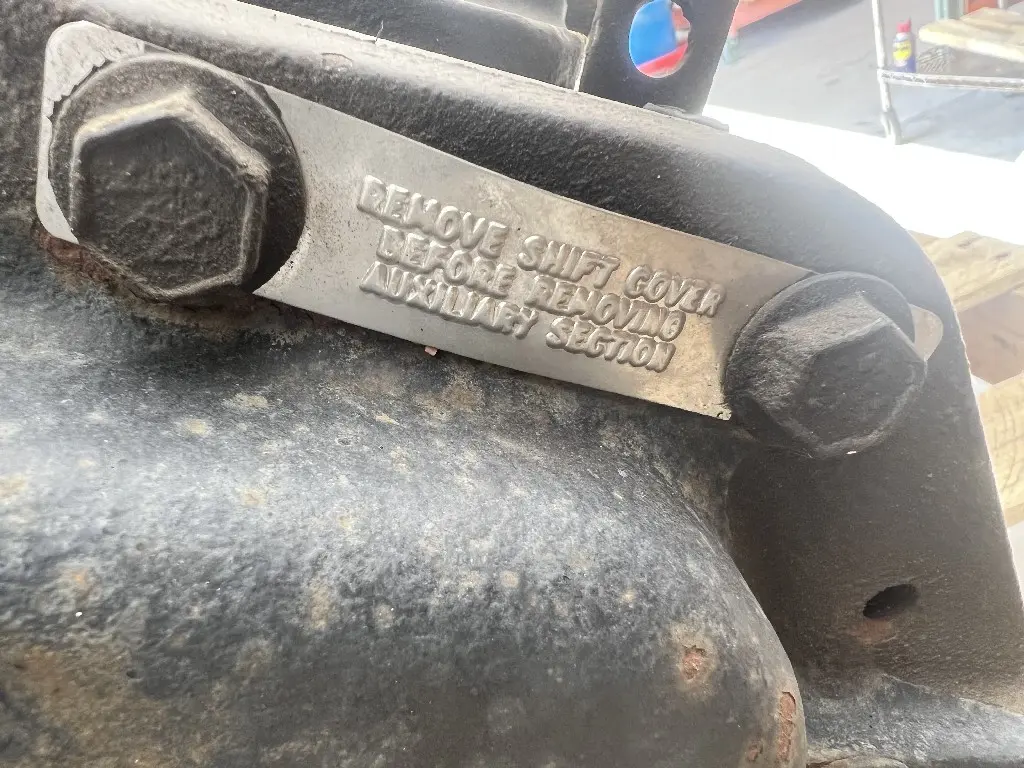 REMOVE SHIFT COVER
BEFORE REMOVING
AUXILIARY SECTION